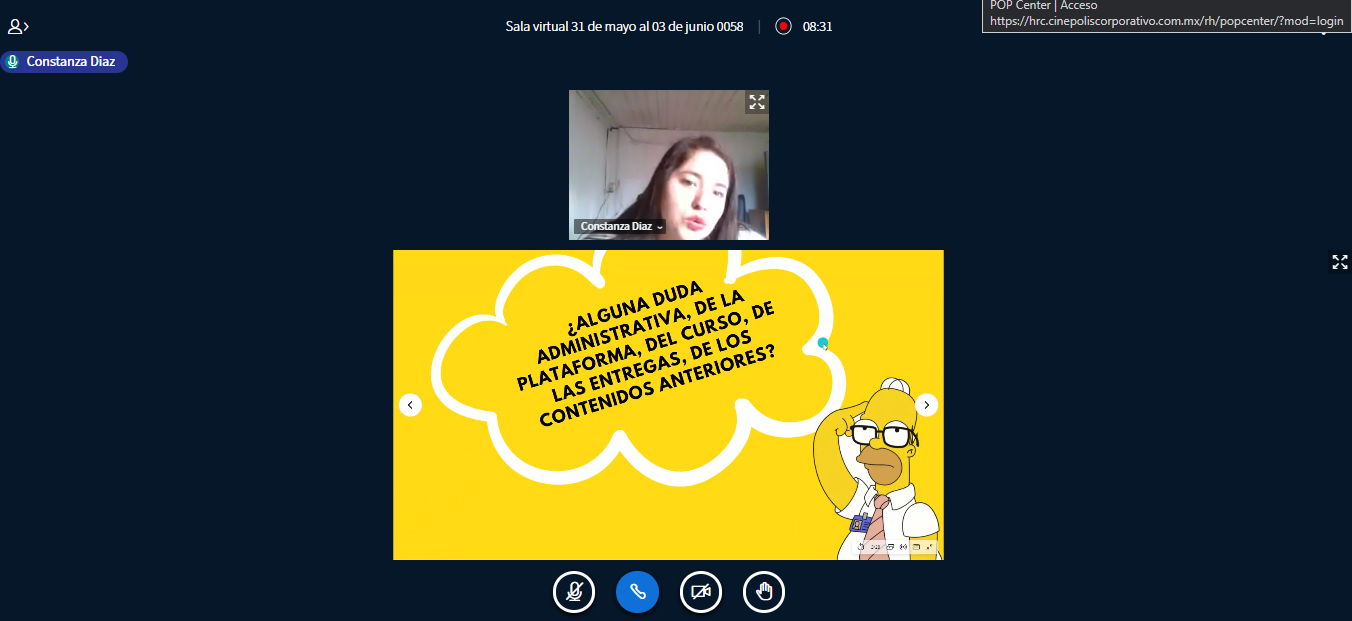 POP Center | Acceso
https://hrc.cinepoliscorporativo.com.mx/rh/popcenter/?mod=login
Sala virtual 31 de mayo al 03 de junio 0058
08:31
Constanza Diaz
Constanza Diaz
¿ALGUNA DUDA
ADMINISTRATIVA, DE LA
PLATAFORMA, DEL CURSO, DE
LAS ENTREGAS, DE LOS
CONTENIDOS ANTERIORES?